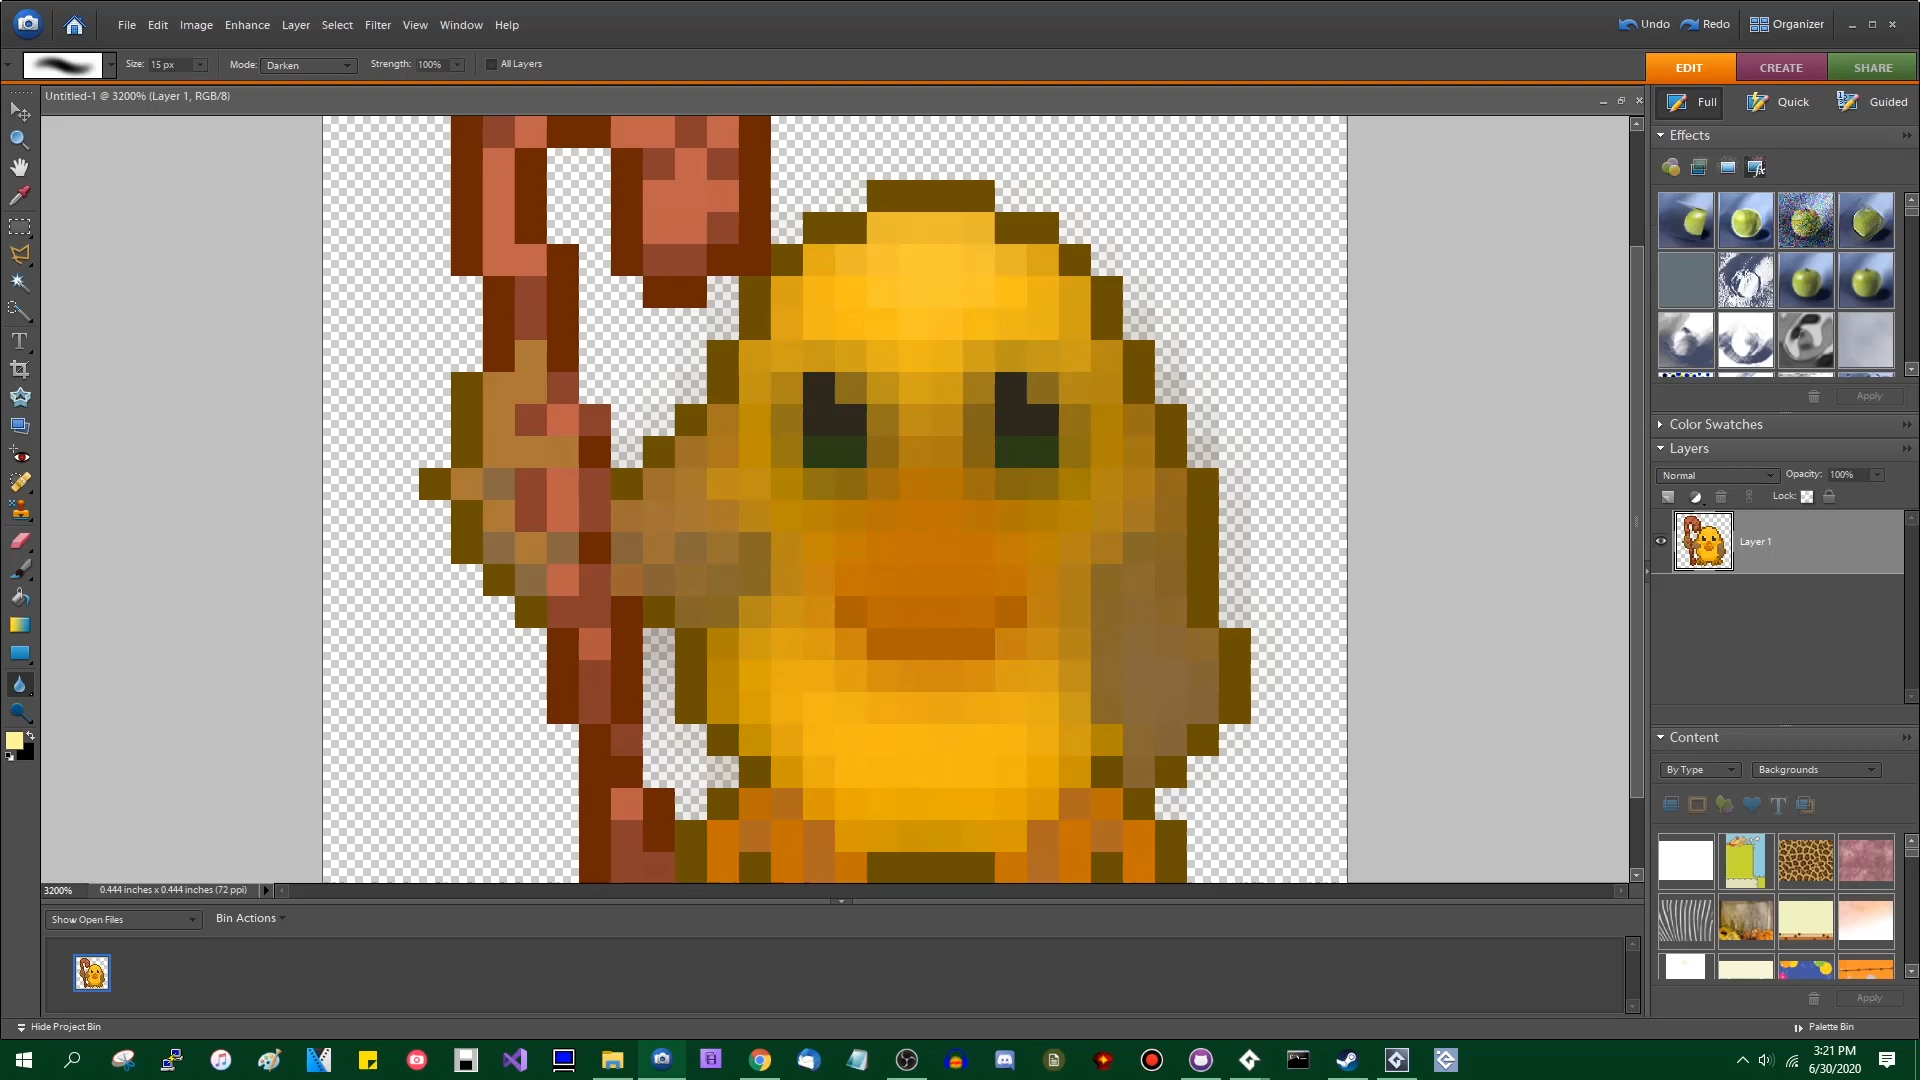 File Edit Image Enhance Layer Select Filter View Window Help
Undo Redo Organizer
Size: 15 px Mode: Darken Strength: 100% All Layers
EDIT CREATE SHARE
Untitled-1 @ 3200% (Layer 1, RGB/8)
Full Quick Guided
Effects
Apply
Color Swatches
Layers
Normal Opacity: 100%
Lock:
Layer 1
Content
By Type Backgrounds
Apply
3200% 0.444 inches x 0.444 inches (72 ppi)
Show Open Files Bin Actions
Hide Project Bin
Palette Bin
3:21 PM
6/30/2020